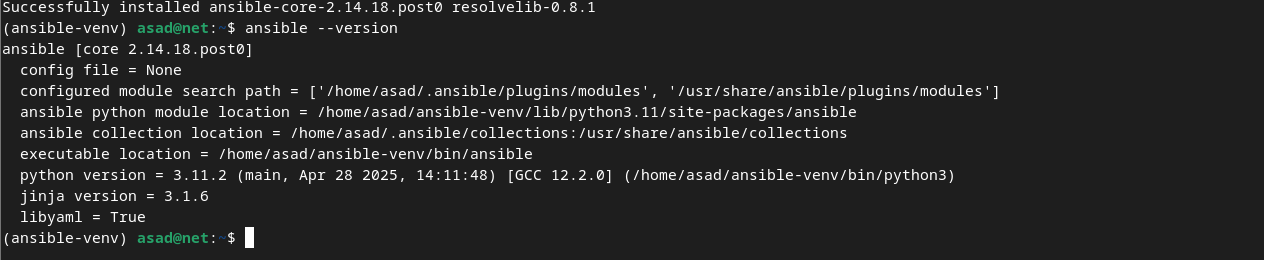 Successfully installed ansible-core-2.14.18.post0 resolvelib-0.8.1
(ansible-venv) asad@net:~$ ansible --version
ansible [core 2.14.18.post0]
  config file = None
  configured module search path = ['/home/asad/.ansible/plugins/modules', '/usr/share/ansible/plugins/modules']
  ansible python module location = /home/asad/ansible-venv/lib/python3.11/site-packages/ansible
  ansible collection location = /home/asad/.ansible/collections:/usr/share/ansible/collections
  executable location = /home/asad/ansible-venv/bin/ansible
  python version = 3.11.2 (main, Apr 28 2025, 14:11:48) [GCC 12.2.0] (/home/asad/ansible-venv/bin/python3)
  jinja version = 3.1.6
  libyaml = True
(ansible-venv) asad@net:~$